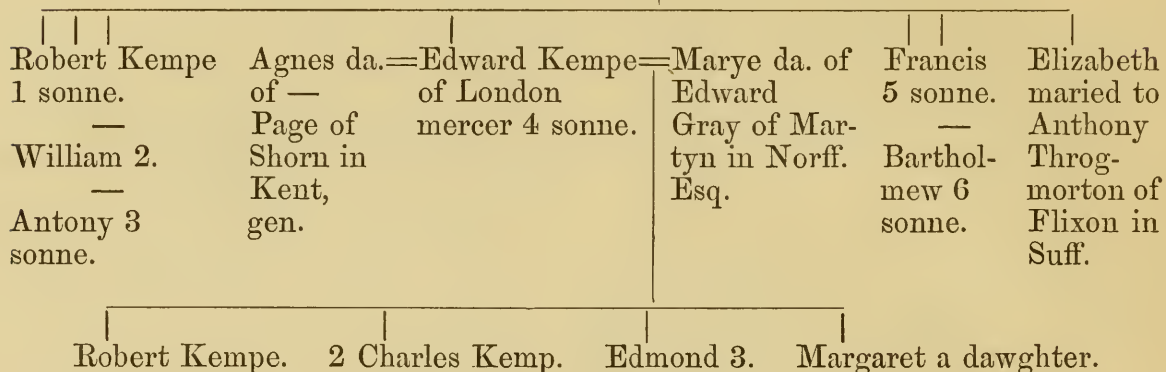 Robert Kempe
1 sonne.
—
William 2.
—
Antony 3
sonne.
Agnes da.
of —
Page of
Shorn in
Kent,
gen.
=Edward Kempe=
of London
mercer 4 sonne.
Marye da. of
Edward
Gray of Mar-
tyn in Norff.
Esq.
Francis
5 sonne.
—
Barthol-
mew 6
sonne.
Elizabeth
maried to
Anthony
Throg-
morton of
Flixon in
Suff.
Robert Kempe. 2 Charles Kemp. Edmond 3. Margaret a dawghter.